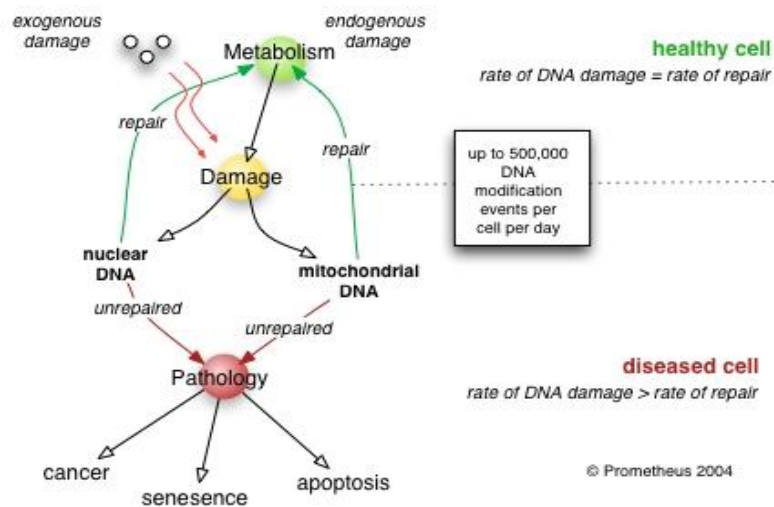 exogenous
damage
endogenous
damage
Metabolism
healthy cell
rate of DNA damage = rate of repair
repair
repair
up to 500,000
DNA
modification
events per
cell per day
Damage
nuclear
DNA
mitochondrial
DNA
unrepaired
unrepaired
Pathology
diseased cell
rate of DNA damage > rate of repair
cancer
senesence
apoptosis
© Prometheus 2004